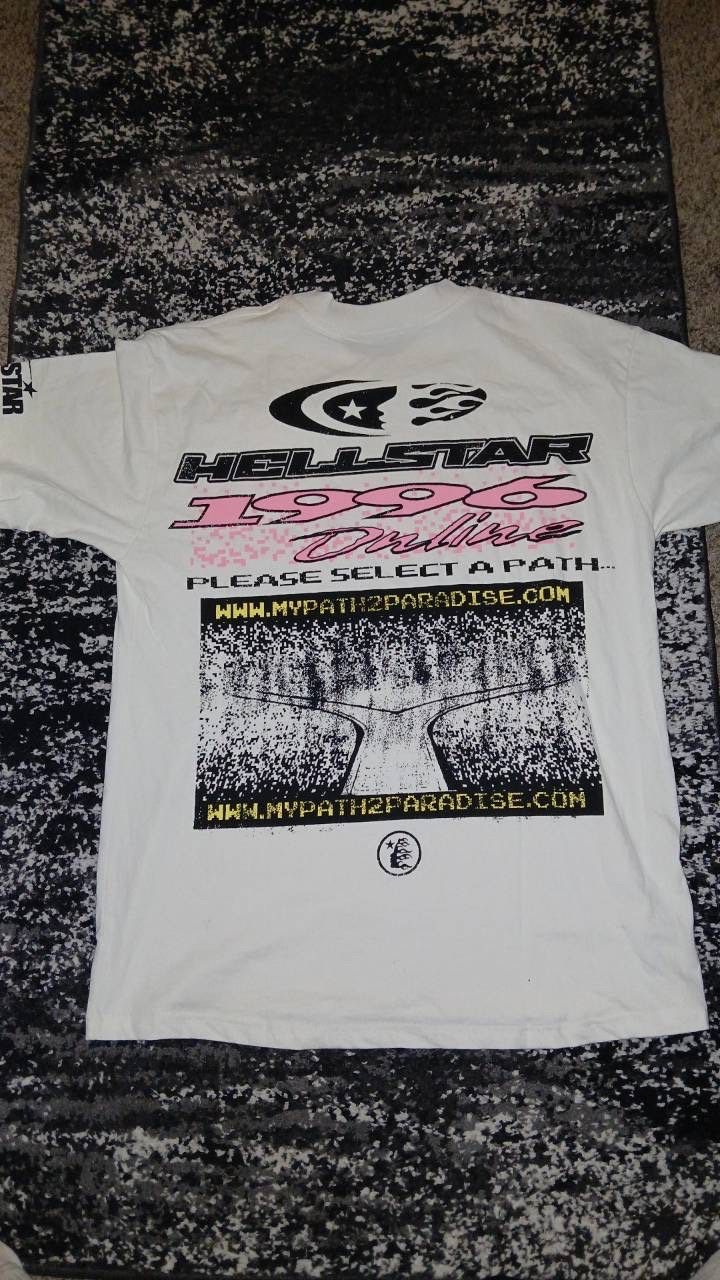 STAR
HELLSTAR
1996
Online
PLEASE SELECT A PATH...
WWW.MYPATH2PARADISE.COM
WWW.MYPATH2PARADISE.COM